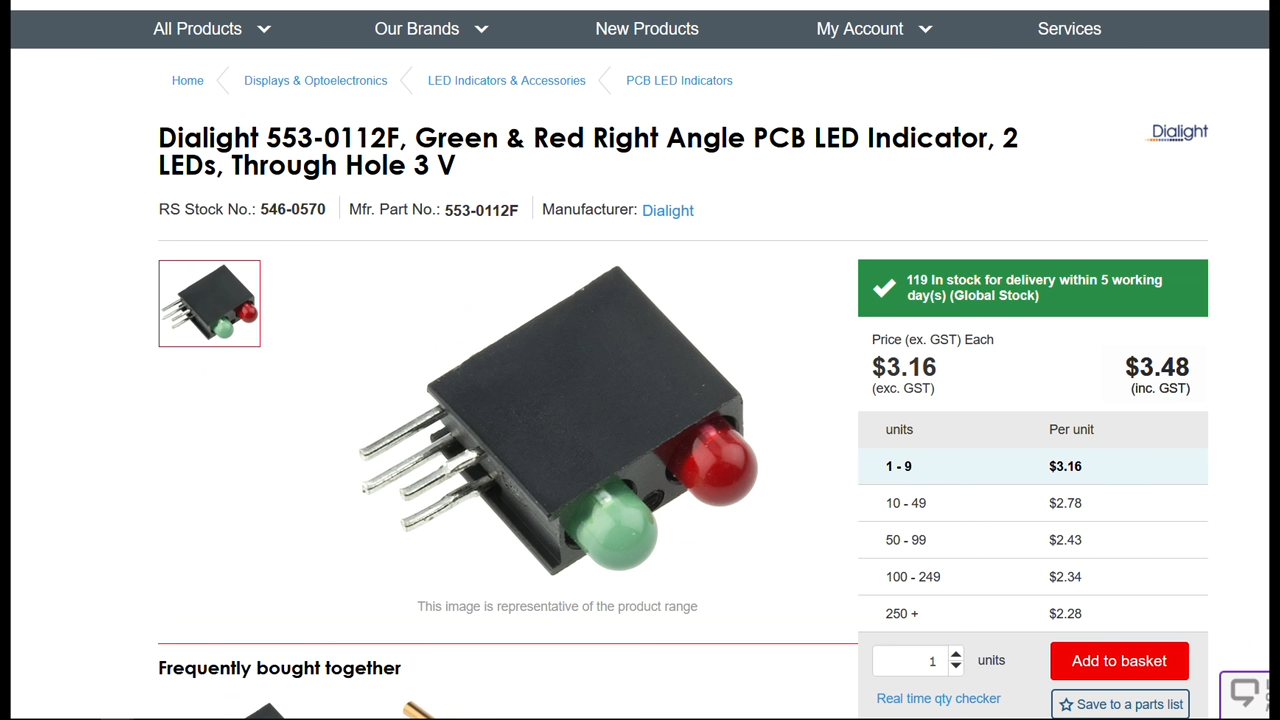 All Products
Our Brands
New Products
My Account
Services
Home
Displays & Optoelectronics
LED Indicators & Accessories
PCB LED Indicators
Dialight 553-0112F, Green & Red Right Angle PCB LED Indicator, 2
LEDs, Through Hole 3 V
Dialight
RS Stock No.: 546-0570
Mfr. Part No.: 553-0112F
Manufacturer: Dialight
119 In stock for delivery within 5 working
day(s) (Global Stock)
Price (ex. GST) Each
$3.16
(exc. GST)
$3.48
(inc. GST)
units Per unit
1 - 9 $3.16
10 - 49 $2.78
50 - 99 $2.43
100 - 249 $2.34
250 + $2.28
This image is representative of the product range
1 units
Add to basket
Real time qty checker
Save to a parts list
Frequently bought together